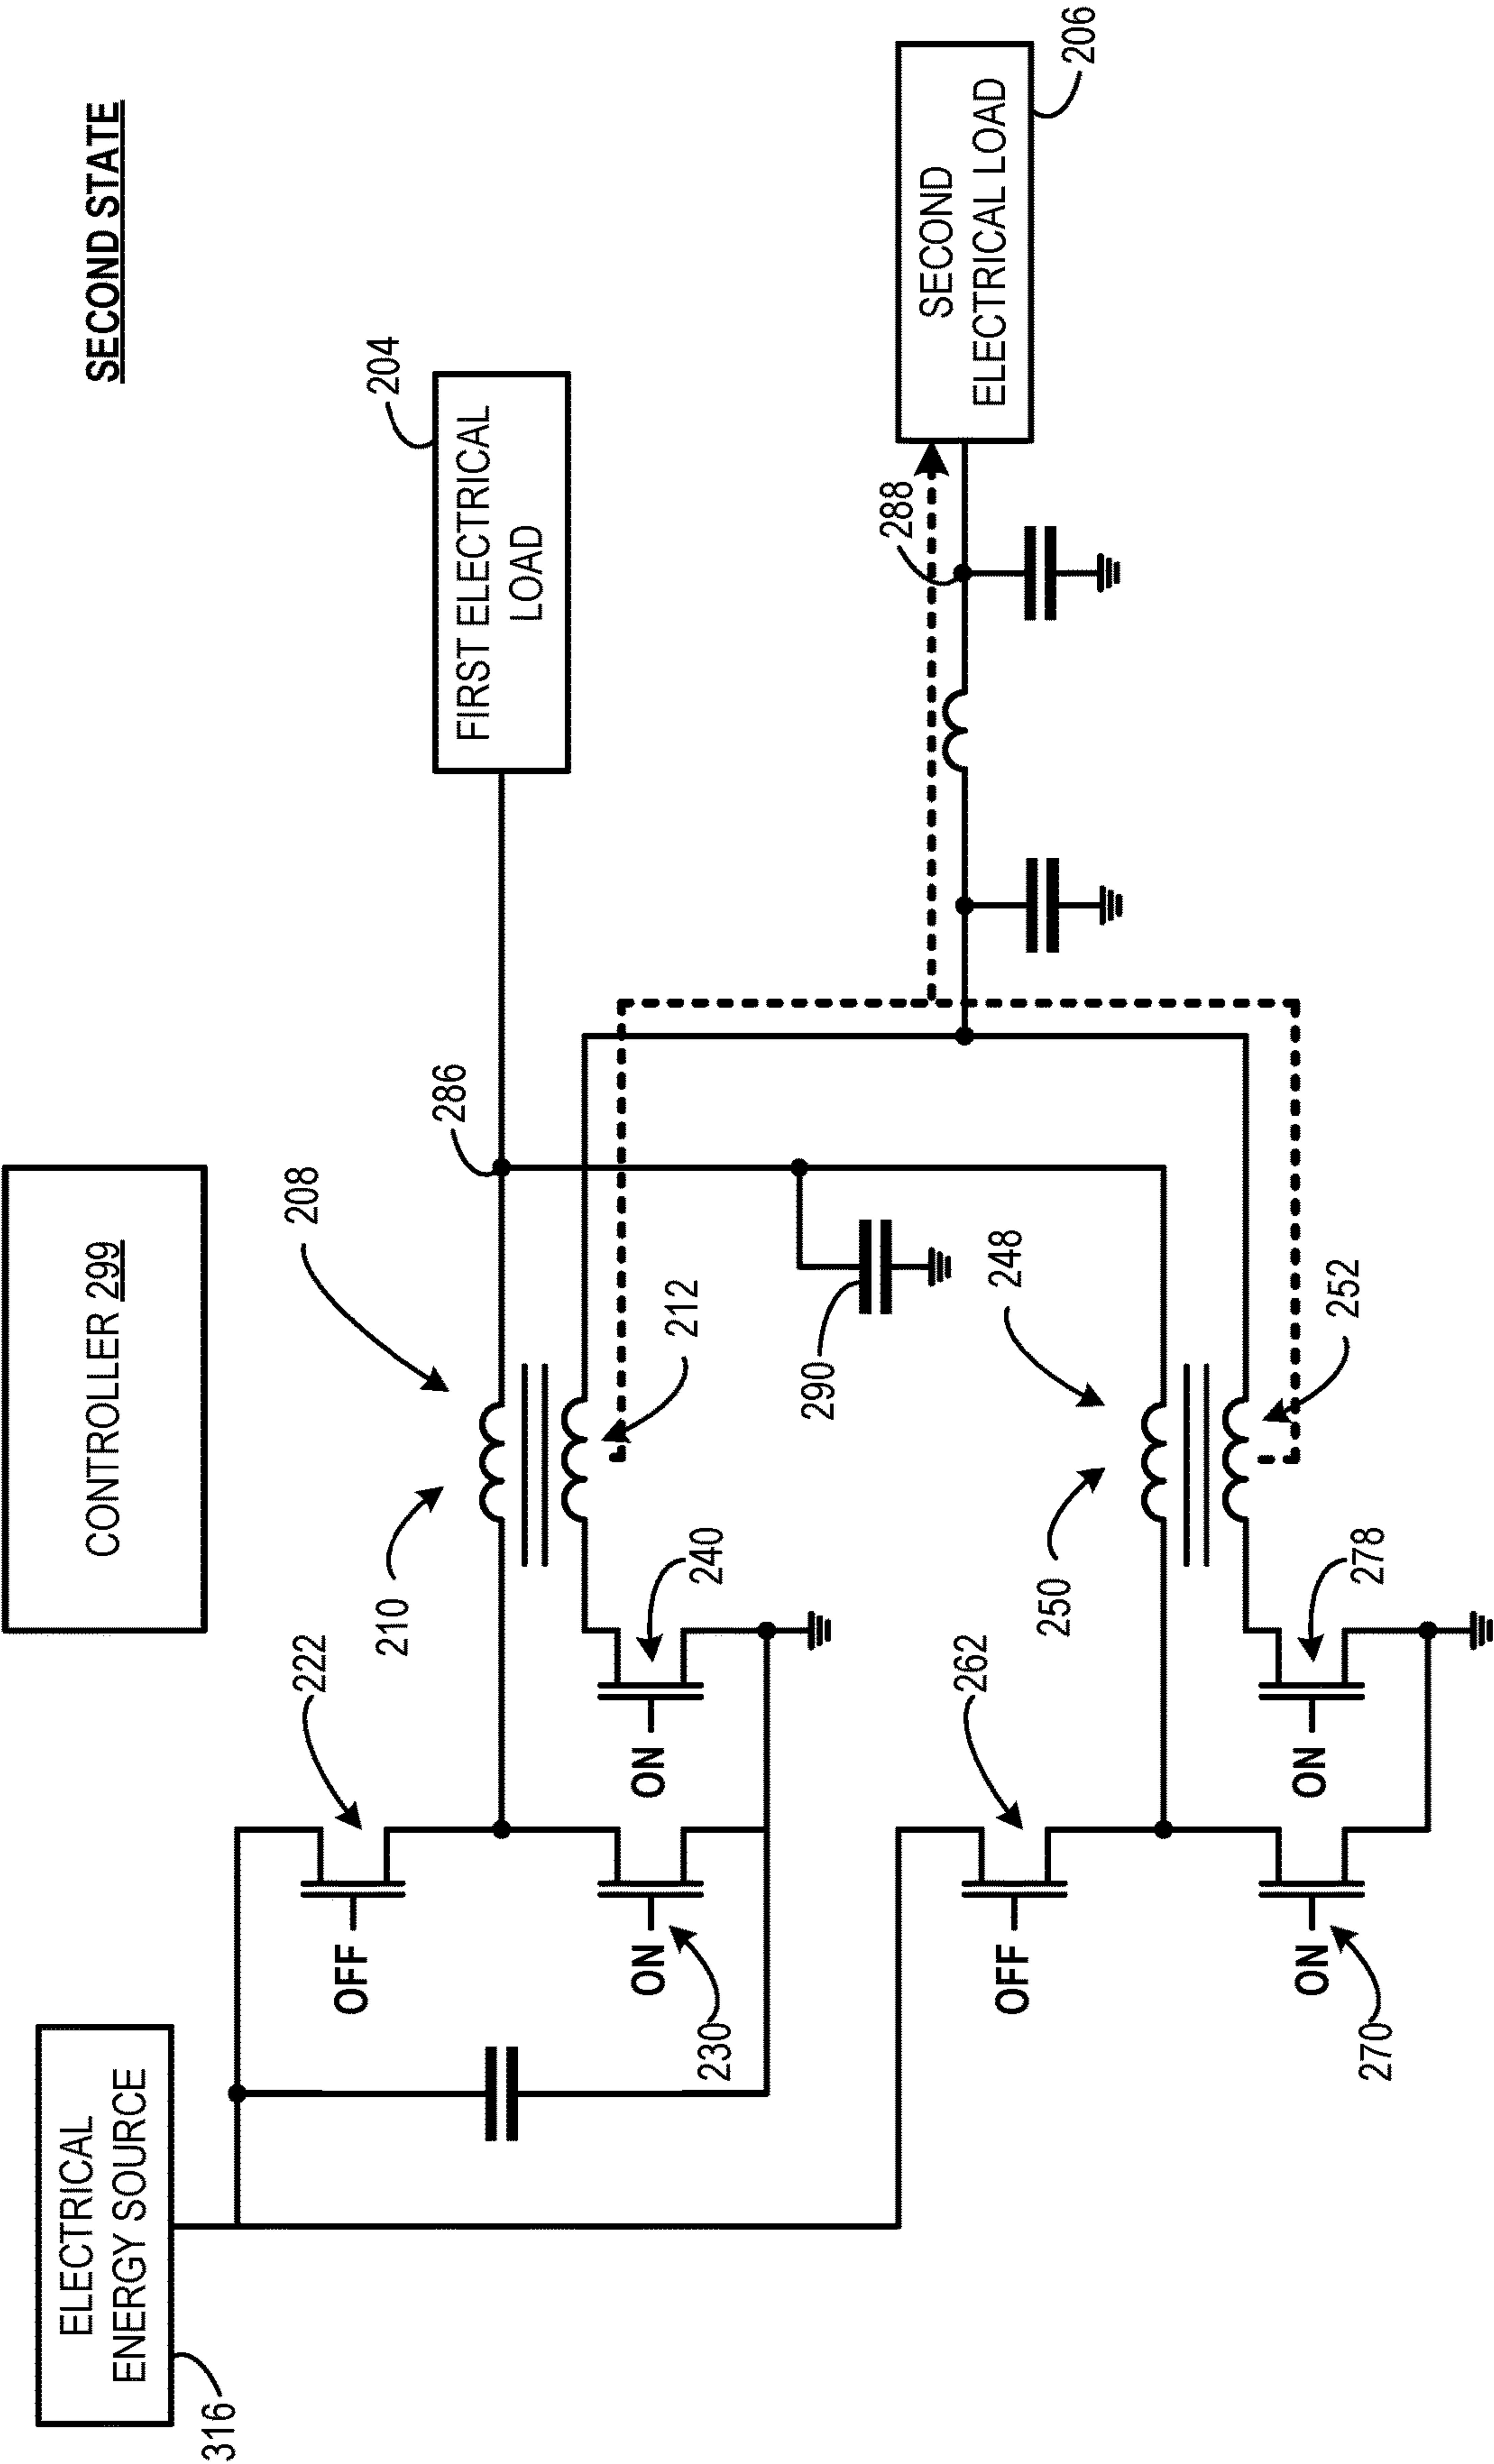 SECOND STATE
CONTROLLER 299
ELECTRICAL
ENERGY SOURCE
316
222
OFF
208
210
286
204
FIRST ELECTRICAL
LOAD
240
ON
212
ON
230
290
288
206
SECOND
ELECTRICAL LOAD
262
OFF
248
250
278
ON
252
ON
270